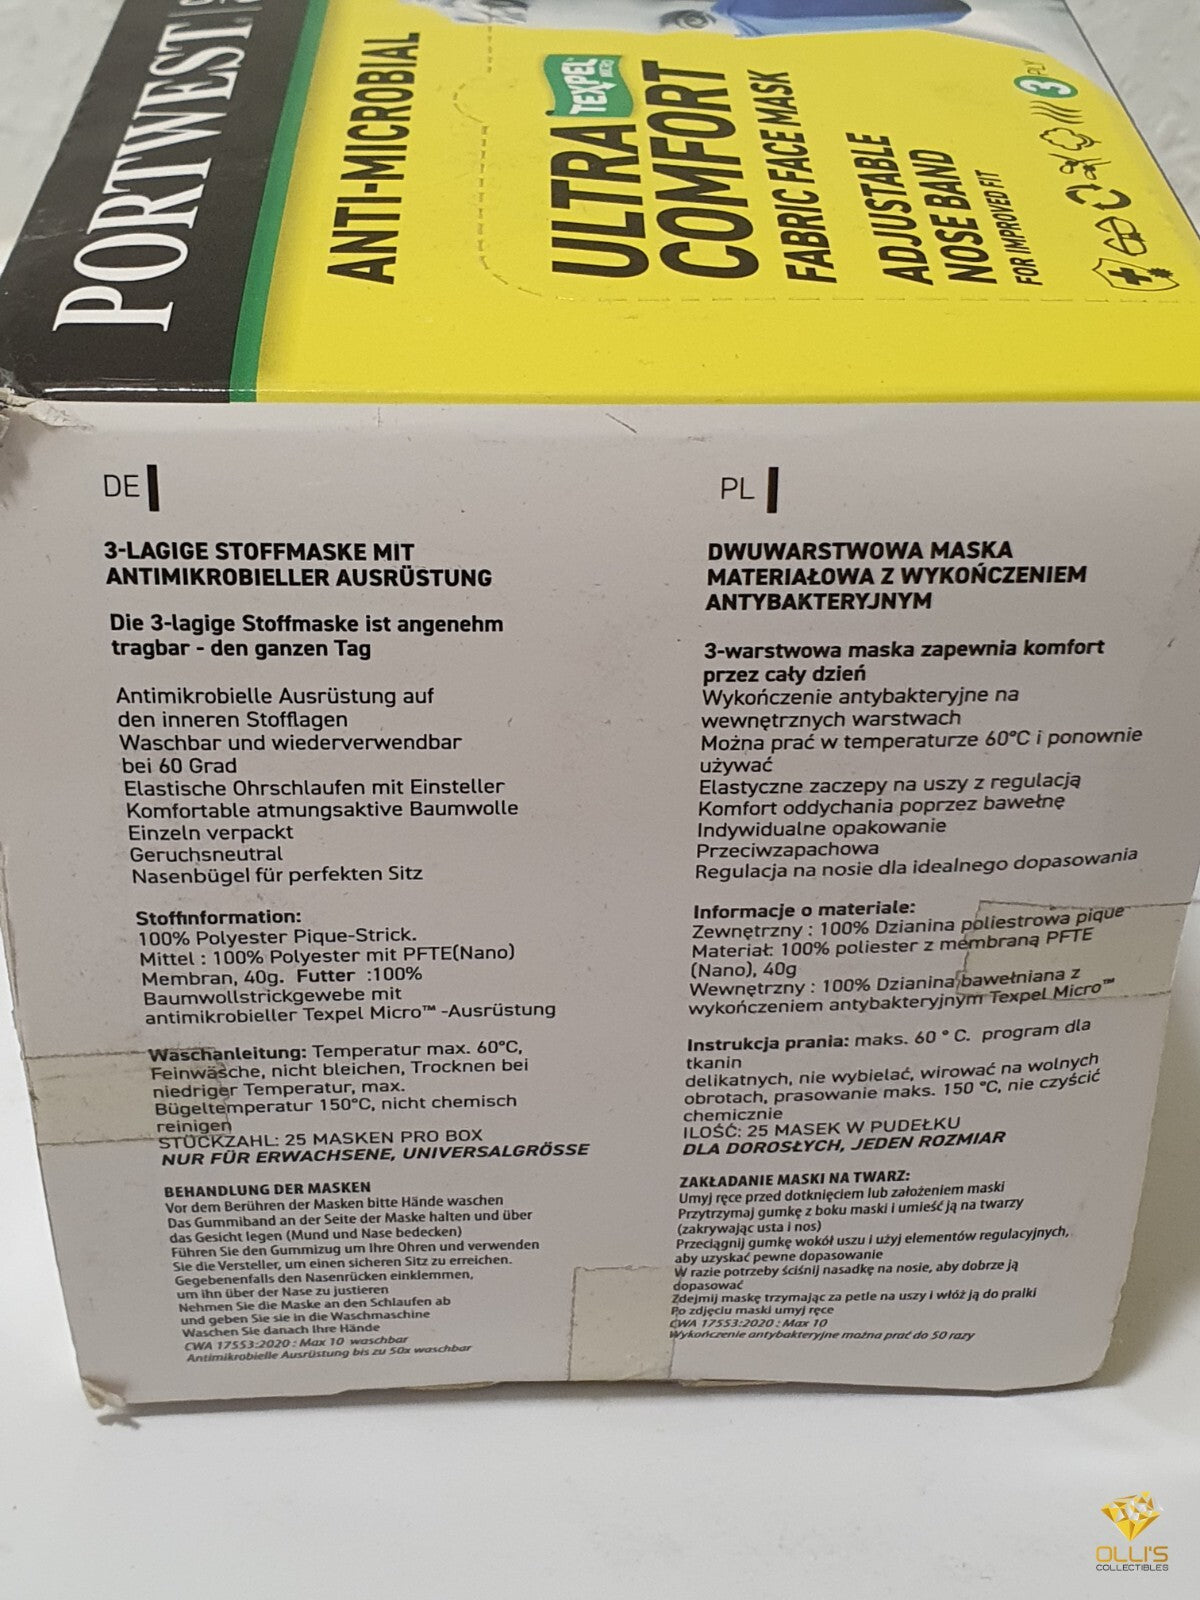 PORTWEST
ANTI-MICROBIAL
ULTRA
TEXPEL
MICRO
COMFORT
FABRIC FACE MASK
ADJUSTABLE
NOSE BAND
FOR IMPROVED FIT
3 PLY
DE
3-LAGIGE STOFFMASKE MIT
ANTIMIKROBIELLER AUSRÜSTUNG
Die 3-lagige Stoffmaske ist angenehm
tragbar - den ganzen Tag
Antimikrobielle Ausrüstung auf
den inneren Stofflagen
Waschbar und wiederverwendbar
bei 60 Grad
Elastische Ohrschlaufen mit Einsteller
Komfortable atmungsaktive Baumwolle
Einzeln verpackt
Geruchsneutral
Nasenbügel für perfekten Sitz
Stoffinformation:
100% Polyester Pique-Strick.
Mittel : 100% Polyester mit PFTE(Nano)
Membran, 40g. Futter :100%
Baumwollstrickgewebe mit
antimikrobieller Texpel Micro™ -Ausrüstung
Waschanleitung: Temperatur max. 60°C,
Feinwäsche, nicht bleichen, Trocknen bei
niedriger Temperatur, max.
Bügeltemperatur 150°C, nicht chemisch
reinigen
STÜCKZAHL: 25 MASKEN PRO BOX
NUR FÜR ERWACHSENE, UNIVERSALGRÖSSE
BEHANDLUNG DER MASKEN
Vor dem Berühren der Masken bitte Hände waschen
Das Gummiband an der Seite der Maske halten und über
das Gesicht legen (Mund und Nase bedecken)
Führen Sie den Gummizug um Ihre Ohren und verwenden
Sie die Versteller, um einen sicheren Sitz zu erreichen.
Gegebenenfalls den Nasenrücken einklemmen,
um ihn über der Nase zu justieren
Nehmen Sie die Maske an den Schlaufen ab
und geben Sie sie in die Waschmaschine
Waschen Sie danach Ihre Hände
CWA 17553:2020 : Max 10 waschbar
Antimikrobielle Ausrüstung bis zu 50x waschbar
PL
DWUWARSTWOWA MASKA
MATERIAŁOWA Z WYKOŃCZENIEM
ANTYBAKTERYJNYM
3-warstwowa maska zapewnia komfort
przez cały dzień
Wykończenie antybakteryjne na
wewnętrznych warstwach
Można prać w temperaturze 60°C i ponownie
używać
Elastyczne zaczepy na uszy z regulacją
Komfort oddychania poprzez bawełnę
Indywidualne opakowanie
Przeciwzapachowa
Regulacja na nosie dla idealnego dopasowania
Informacje o materiale:
Zewnętrzny : 100% Dzianina poliestrowa pique
Materiał: 100% poliester z membraną PFTE
(Nano), 40g
Wewnętrzny : 100% Dzianina bawełniana z
wykończeniem antybakteryjnym Texpel Micro™
Instrukcja prania: maks. 60 ° C. program dla
tkanin
delikatnych, nie wybielać, wirować na wolnych
obrotach, prasowanie maks. 150 °C, nie czyścić
chemicznie
ILOŚĆ: 25 MASEK W PUDEŁKU
DLA DOROSŁYCH, JEDEN ROZMIAR
ZAKŁADANIE MASKI NA TWARZ:
Umyj ręce przed dotknięciem lub założeniem maski
Przytrzymaj gumkę z boku maski i umieść ją na twarzy
(zakrywając usta i nos)
Przeciągnij gumkę wokół uszu i użyj elementów regulacyjnych,
aby uzyskać pewne dopasowanie
W razie potrzeby ściśnij nasadkę na nosie, aby dobrze ją
dopasować
Zdejmij maskę trzymając za petle na uszy i włóż ją do pralki
Po zdjęciu maski umyj ręce
CWA 17553:2020 : Max 10
Wykończenie antybakteryjne można prać do 50 razy
OLLI'S
COLLECTIBLES